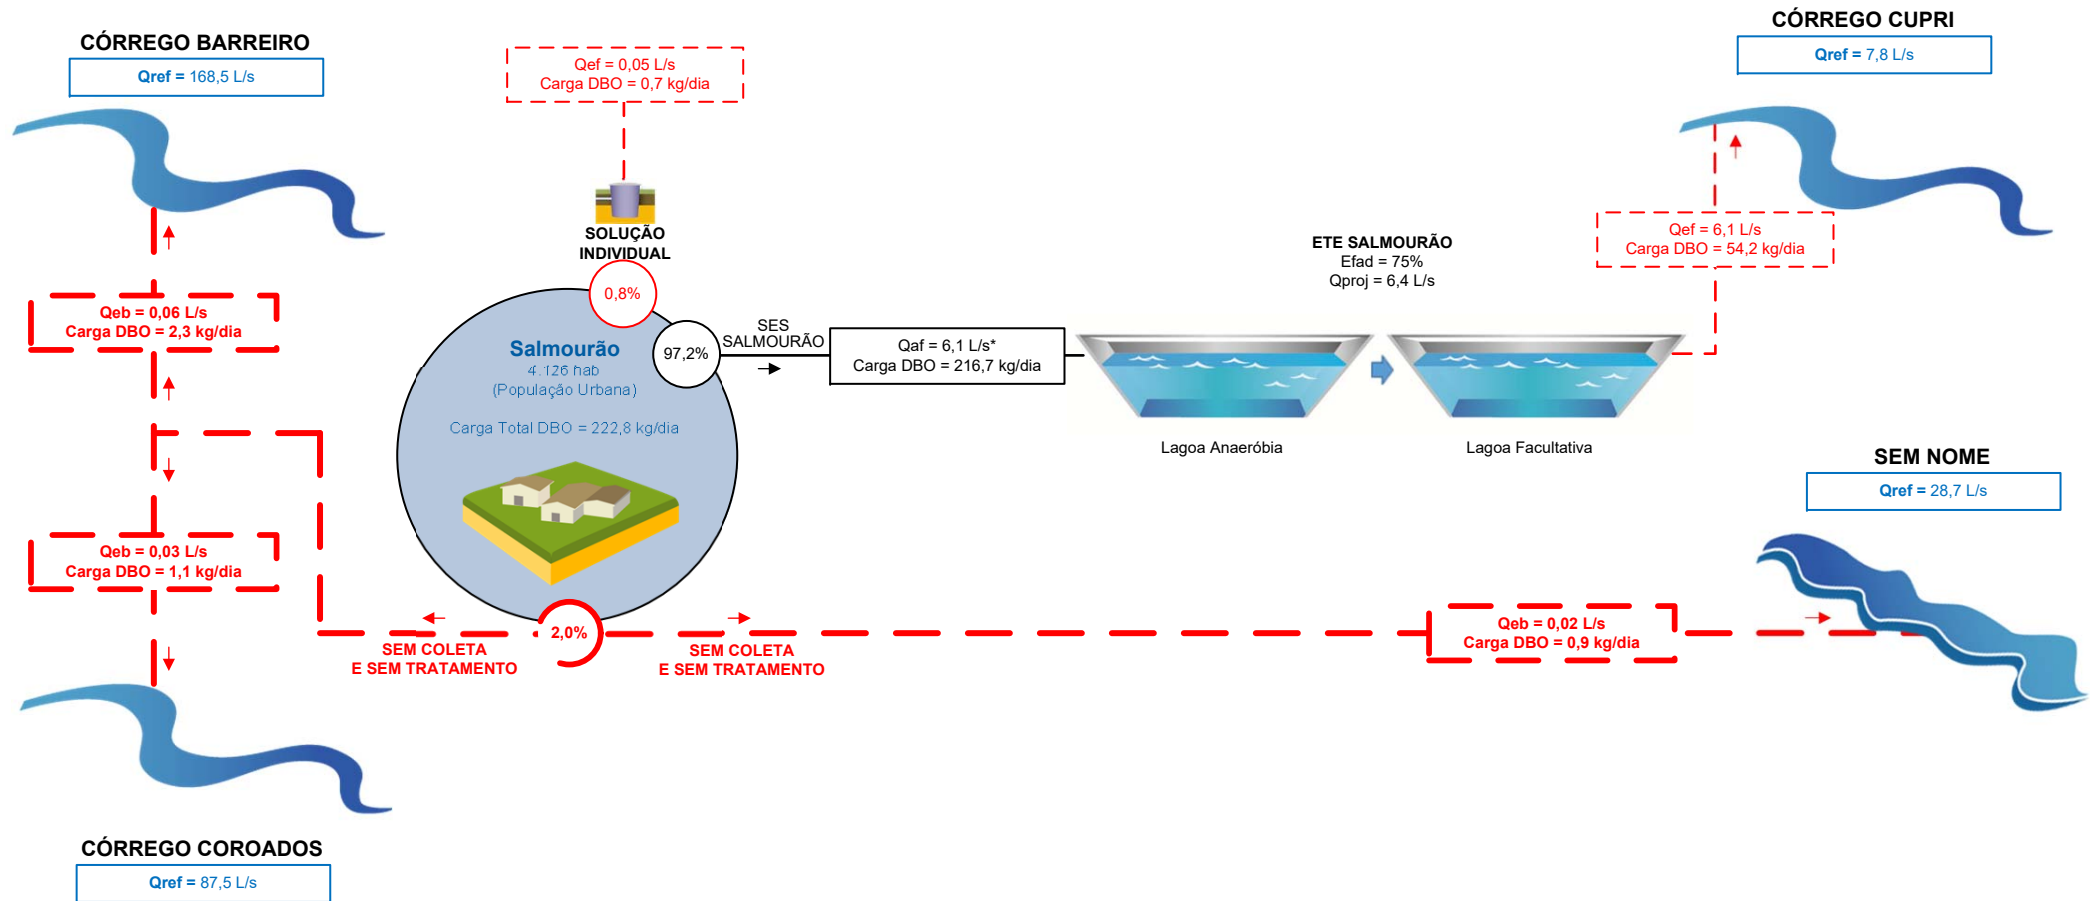 CÓRREGO BARREIRO
Qref = 168,5 L/s
Qef = 0,05 L/s
Carga DBO = 0,7 kg/dia
CÓRREGO CUPRI
Qref = 7,8 L/s
SOLUÇÃO
INDIVIDUAL
0,8%
ETE SALMOURÃO
Efad = 75%
Qproj = 6,4 L/s
Qef = 6,1 L/s
Carga DBO = 54,2 kg/dia
Qeb = 0,06 L/s
Carga DBO = 2,3 kg/dia
Salmourão
4.126 hab
(População Urbana)
Carga Total DBO = 222,8 kg/dia
97,2%
SES
SALMOURÃO
Qaf = 6,1 L/s*
Carga DBO = 216,7 kg/dia
Lagoa Anaeróbia
Lagoa Facultativa
SEM NOME
Qref = 28,7 L/s
Qeb = 0,03 L/s
Carga DBO = 1,1 kg/dia
2,0%
SEM COLETA
E SEM TRATAMENTO
SEM COLETA
E SEM TRATAMENTO
Qeb = 0,02 L/s
Carga DBO = 0,9 kg/dia
CÓRREGO COROADOS
Qref = 87,5 L/s